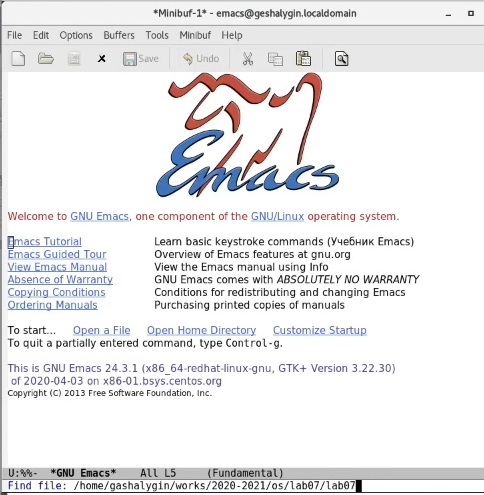 *Minibuf-1* - emacs@geshalygin.localdomain
File Edit Options Buffers Tools Minibuf Help
Save Undo
Emacs
Welcome to GNU Emacs, one component of the GNU/Linux operating system.
Emacs Tutorial Learn basic keystroke commands (Учебник Emacs)
Emacs Guided Tour Overview of Emacs features at gnu.org
View Emacs Manual View the Emacs manual using Info
Absence of Warranty GNU Emacs comes with ABSOLUTELY NO WARRANTY
Copying Conditions Conditions for redistributing and changing Emacs
Ordering Manuals Purchasing printed copies of manuals
To start... Open a File Open Home Directory Customize Startup
To quit a partially entered command, type Control-g.
This is GNU Emacs 24.3.1 (x86_64-redhat-linux-gnu, GTK+ Version 3.22.30)
of 2020-04-03 on x86-01.bsys.centos.org
Copyright (C) 2013 Free Software Foundation, Inc.
U:%%- *GNU Emacs* All L5 (Fundamental)
Find file: /home/gashalygin/works/2020-2021/os/lab07/lab07